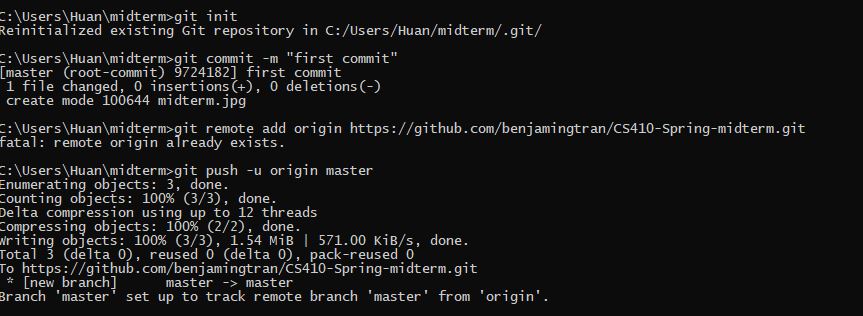 C:\Users\Huan\midterm>git init
Reinitialized existing Git repository in C:/Users/Huan/midterm/.git/
C:\Users\Huan\midterm>git commit -m "first commit"
[master (root-commit) 9724182] first commit
1 file changed, 0 insertions(+), 0 deletions(-)
create mode 100644 midterm.jpg
C:\Users\Huan\midterm>git remote add origin https://github.com/benjamingtran/CS410-Spring-midterm.git
fatal: remote origin already exists.
C:\Users\Huan\midterm>git push -u origin master
Enumerating objects: 3, done.
Counting objects: 100% (3/3), done.
Delta compression using up to 12 threads
Compressing objects: 100% (2/2), done.
Writing objects: 100% (3/3), 1.54 MiB | 571.00 KiB/s, done.
Total 3 (delta 0), reused 0 (delta 0), pack-reused 0
To https://github.com/benjamingtran/CS410-Spring-midterm.git
* [new branch]      master -> master
Branch 'master' set up to track remote branch 'master' from 'origin'.